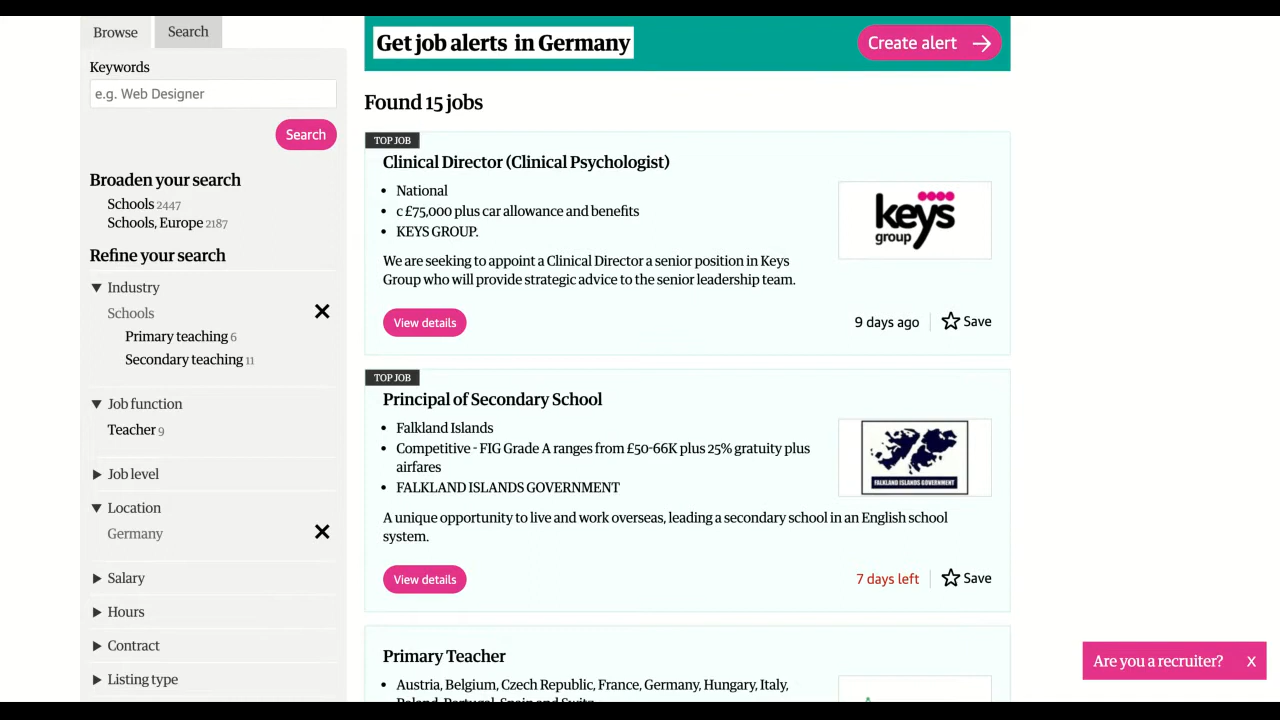 Browse
Search
Keywords
e.g. Web Designer
Search
Broaden your search
Schools 2447
Schools, Europe 2187
Refine your search
Industry
Schools
Primary teaching 6
Secondary teaching 11
Job function
Teacher 9
Job level
Location
Germany
Salary
Hours
Contract
Listing type
Get job alerts in Germany
Create alert
Found 15 jobs
TOP JOB
Clinical Director (Clinical Psychologist)
National
c £75,000 plus car allowance and benefits
KEYS GROUP.
We are seeking to appoint a Clinical Director a senior position in Keys
Group who will provide strategic advice to the senior leadership team.
keys
group
View details
9 days ago
Save
TOP JOB
Principal of Secondary School
Falkland Islands
Competitive - FIG Grade A ranges from £50-66K plus 25% gratuity plus
airfares
FALKLAND ISLANDS GOVERNMENT
A unique opportunity to live and work overseas, leading a secondary school in an English school
system.
FALKLAND ISLANDS GOVERNMENT
View details
7 days left
Save
Primary Teacher
Austria, Belgium, Czech Republic, France, Germany, Hungary, Italy,
Poland, Portugal, Spain and
Are you a recruiter? X